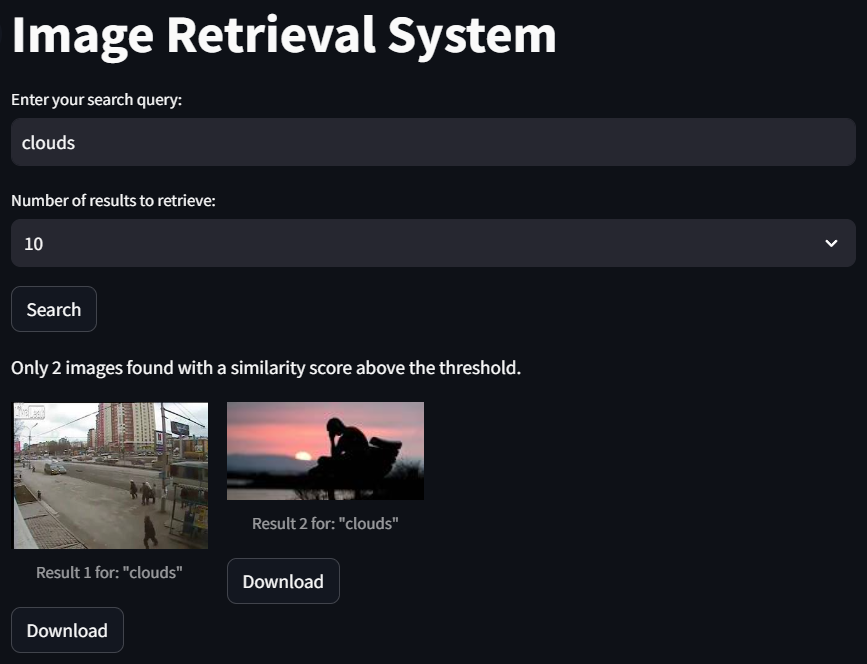 Image Retrieval System
Enter your search query:
clouds
Number of results to retrieve:
10
Search
Only 2 images found with a similarity score above the threshold.
Result 1 for: "clouds"
Download
Result 2 for: "clouds"
Download